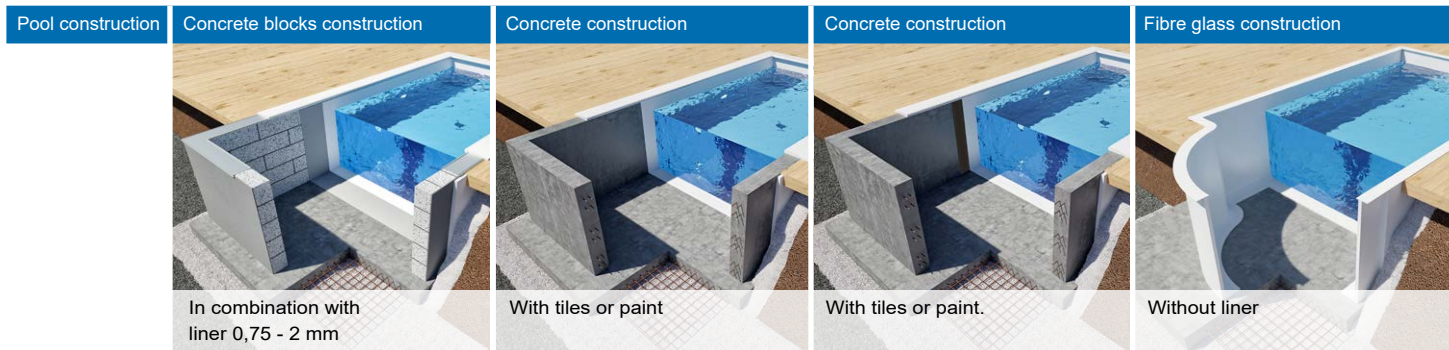 Pool construction
Concrete blocks construction
Concrete construction
Concrete construction
Fibre glass construction
In combination with
liner 0,75 - 2 mm
With tiles or paint
With tiles or paint.
Without liner